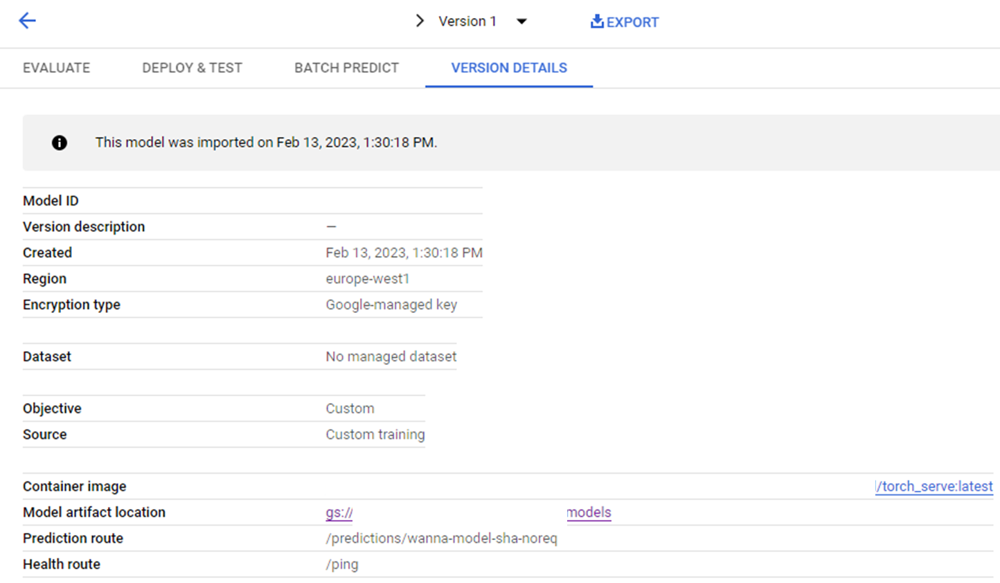 Version 1 EXPORT
EVALUATE DEPLOY & TEST BATCH PREDICT VERSION DETAILS
This model was imported on Feb 13, 2023, 1:30:18 PM.
Model ID
Version description —
Created Feb 13, 2023, 1:30:18 PM
Region europe-west1
Encryption type Google-managed key
Dataset No managed dataset
Objective Custom
Source Custom training
Container image /torch_serve:latest
Model artifact location gs:// models
Prediction route /predictions/wanna-model-sha-noreq
Health route /ping